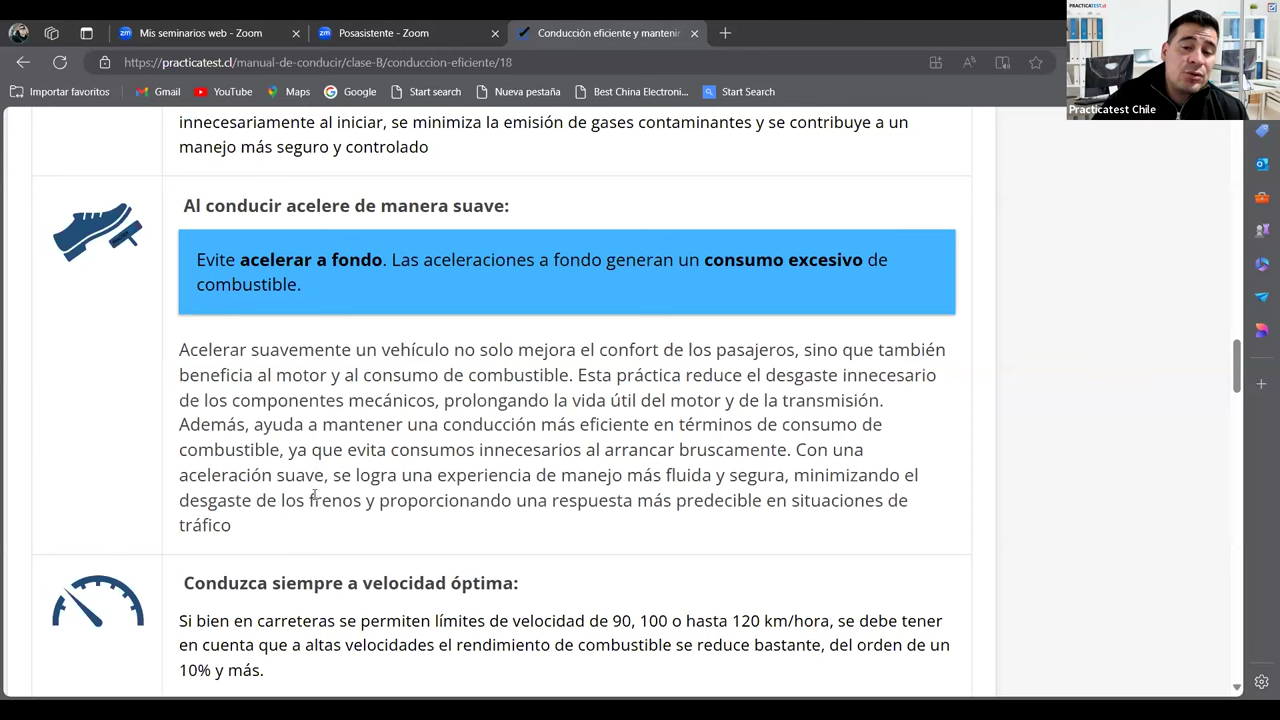 Mis seminarios web - Zoom
Posasistente - Zoom
Conducción eficiente y mantenir
https://practicatest.cl/manual-de-conducir/clase-B/conduccion-eficiente/18
Importar favoritos
Gmail
YouTube
Maps
Google
Start search
Nueva pestaña
Best China Electroni...
Start Search
PRACTICATEST.cl
Practicatest Chile
innecesariamente al iniciar, se minimiza la emisión de gases contaminantes y se contribuye a un
manejo más seguro y controlado
Al conducir acelere de manera suave:
Evite acelerar a fondo. Las aceleraciones a fondo generan un consumo excesivo de
combustible.
Acelerar suavemente un vehículo no solo mejora el confort de los pasajeros, sino que también
beneficia al motor y al consumo de combustible. Esta práctica reduce el desgaste innecesario
de los componentes mecánicos, prolongando la vida útil del motor y de la transmisión.
Además, ayuda a mantener una conducción más eficiente en términos de consumo de
combustible, ya que evita consumos innecesarios al arrancar bruscamente. Con una
aceleración suave, se logra una experiencia de manejo más fluida y segura, minimizando el
desgaste de los frenos y proporcionando una respuesta más predecible en situaciones de
tráfico
Conduzca siempre a velocidad óptima:
Si bien en carreteras se permiten límites de velocidad de 90, 100 o hasta 120 km/hora, se debe tener
en cuenta que a altas velocidades el rendimiento de combustible se reduce bastante, del orden de un
10% y más.